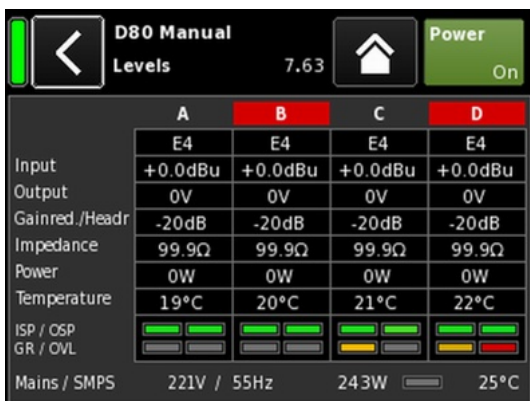 D80 Manual
Levels 7.63
Power
On
A B C D
E4 E4 E4 E4
Input +0.0dBu +0.0dBu +0.0dBu +0.0dBu
Output 0V 0V 0V 0V
Gainred./Headr -20dB -20dB -20dB -20dB
Impedance 99.9Ω 99.9Ω 99.9Ω 99.9Ω
Power 0W 0W 0W 0W
Temperature 19°C 20°C 21°C 22°C
ISP / OSP
GR / OVL
Mains / SMPS 221V / 55Hz 243W 25°C